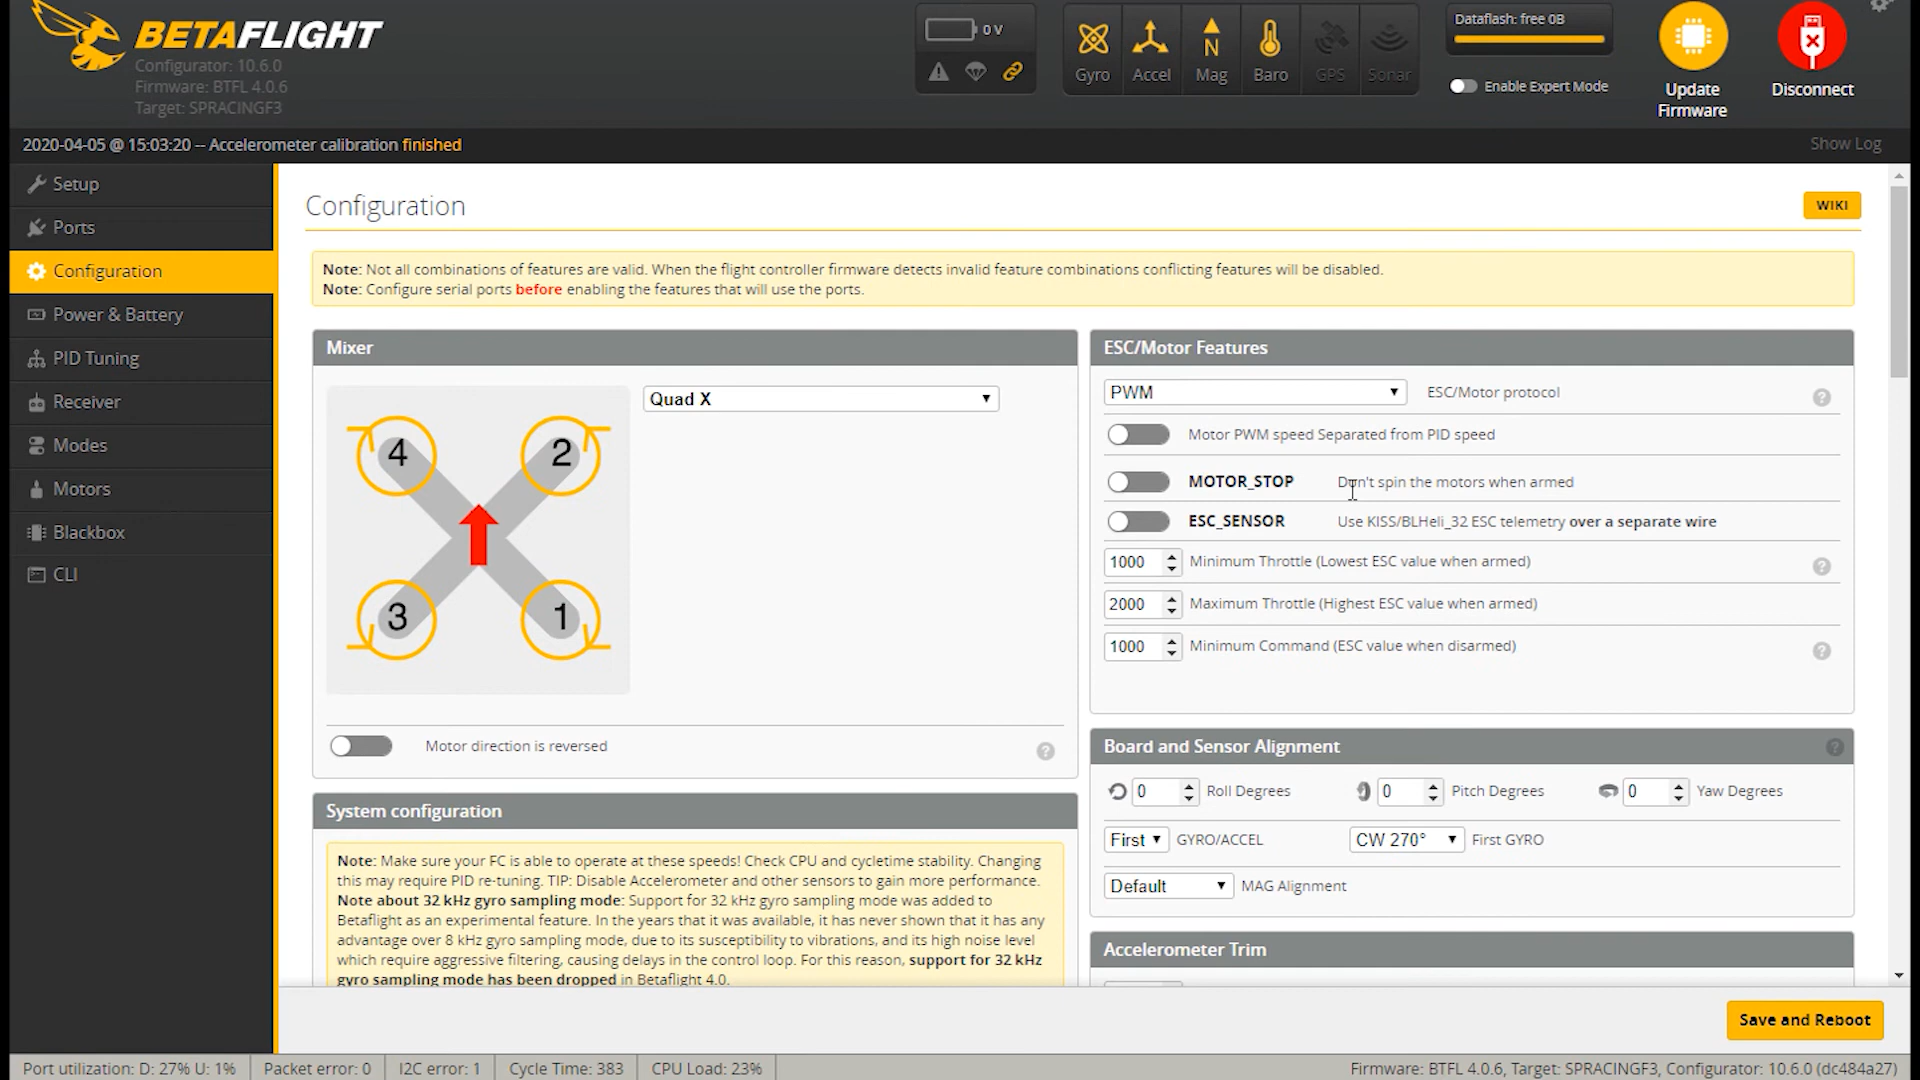 BETAFLIGHT
Configurator: 10.6.0
Firmware: BTFL 4.0.6
Target: SPRACINGF3
0 V
Gyro
Accel
N
Mag
Baro
GPS
Sonar
Dataflash: free 0B
Enable Expert Mode
Update
Firmware
Disconnect
2020-04-05 @ 15:03:20 -- Accelerometer calibration finished
Show Log
Setup
Ports
Configuration
Power & Battery
PID Tuning
Receiver
Modes
Motors
Blackbox
CLI
Configuration
WIKI
Note: Not all combinations of features are valid. When the flight controller firmware detects invalid feature combinations conflicting features will be disabled.
Note: Configure serial ports before enabling the features that will use the ports.
Mixer
Quad X
4
2
3
1
Motor direction is reversed
?
System configuration
Note: Make sure your FC is able to operate at these speeds! Check CPU and cycletime stability. Changing
this may require PID re-tuning. TIP: Disable Accelerometer and other sensors to gain more performance.
Note about 32 kHz gyro sampling mode: Support for 32 kHz gyro sampling mode was added to
Betaflight as an experimental feature. In the years that it was available, it has never shown that it has any
advantage over 8 kHz gyro sampling mode, due to its susceptibility to vibrations, and its high noise level
which require aggressive filtering, causing delays in the control loop. For this reason, support for 32 kHz
gyro sampling mode has been dropped in Betaflight 4.0.
ESC/Motor Features
PWM
ESC/Motor protocol
?
Motor PWM speed Separated from PID speed
MOTOR_STOP Don't spin the motors when armed
ESC_SENSOR Use KISS/BLHeli_32 ESC telemetry over a separate wire
1000 Minimum Throttle (Lowest ESC value when armed)
?
2000 Maximum Throttle (Highest ESC value when armed)
1000 Minimum Command (ESC value when disarmed)
?
Board and Sensor Alignment
?
0 Roll Degrees
0 Pitch Degrees
0 Yaw Degrees
First GYRO/ACCEL
CW 270° First GYRO
Default MAG Alignment
Accelerometer Trim
Save and Reboot
Port utilization: D: 27% U: 1%
Packet error: 0
I2C error: 1
Cycle Time: 383
CPU Load: 23%
Firmware: BTFL 4.0.6, Target: SPRACINGF3, Configurator: 10.6.0 (dc484a27)